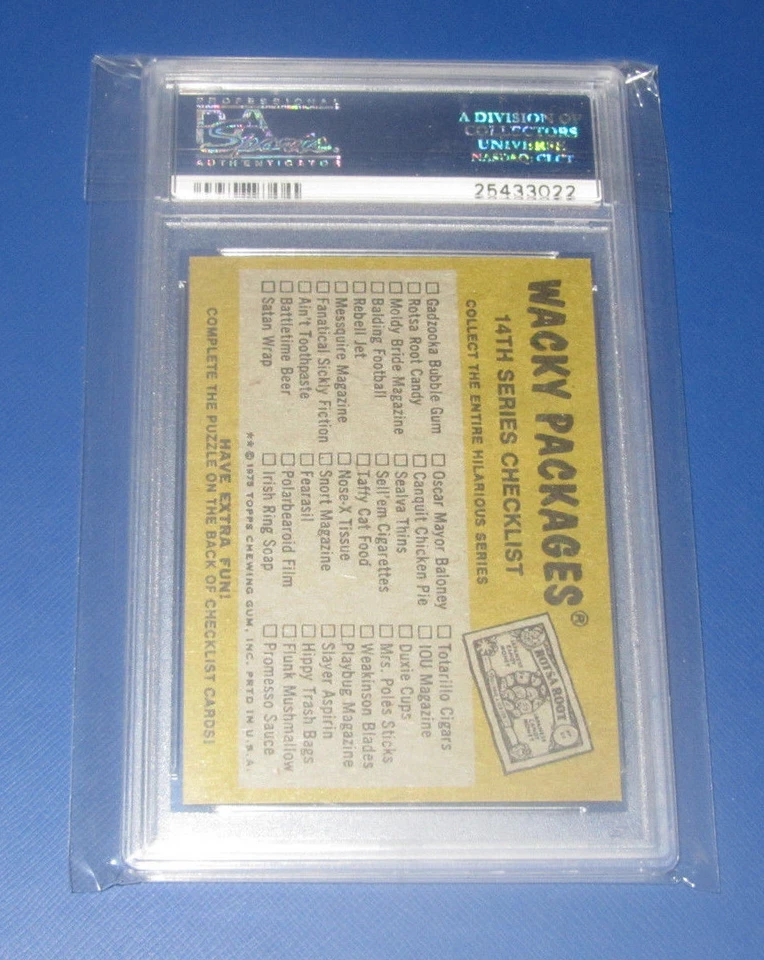 PROFESSIONAL
PSA
Sports
AUTHENTICATOR
A DIVISION OF
COLLECTORS
UNIVERSE
NASDAQ: CLCT
25433022
WACKY PACKAGES®
14TH SERIES CHECKLIST
COLLECT THE ENTIRE HILARIOUS SERIES
ROTSA ROOT
Gadzooka Bubble Gum
Rotsa Root Candy
Moldy Bride Magazine
Balding Football
Rebell Jet
Messquire Magazine
Fanatical Sickly Fiction
Ain't Toothpaste
Battletime Beer
Satan Wrap
Oscar Mayor Baloney
Canquit Chicken Pie
Sealva Thins
Sell'em Cigarettes
Taffy Cat Food
Nose-X Tissue
Snort Magazine
Fearasil
Polarbearoid Film
Irish Ring Soap
Totarillo Cigars
IOU Magazine
Duxie Cups
Mrs. Poles Sticks
Weakinson Blades
Playbug Magazine
Slayer Aspirin
Hippy Trash Bags
Flunk Mushmallow
Promesso Sauce
** © 1975 TOPPS CHEWING GUM, INC. PRTD IN U.S.A.
HAVE EXTRA FUN!
COMPLETE THE PUZZLE ON THE BACK OF CHECKLIST CARDS!